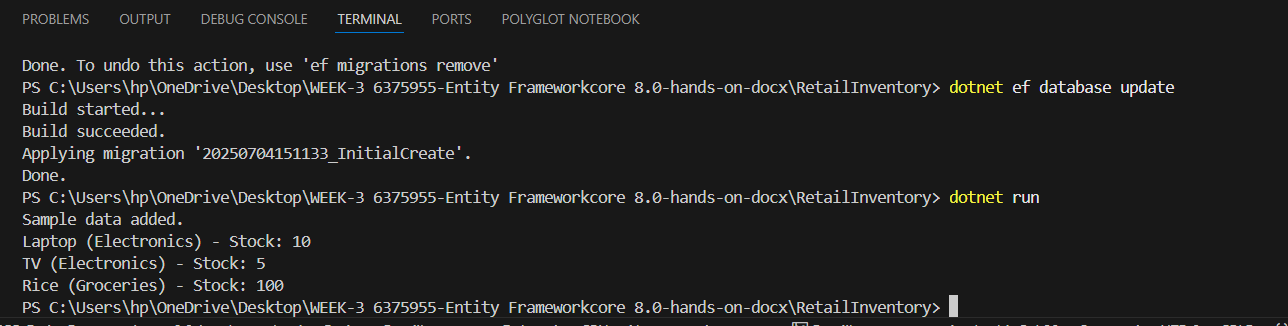 PROBLEMS OUTPUT DEBUG CONSOLE TERMINAL PORTS POLYGLOT NOTEBOOK
Done. To undo this action, use 'ef migrations remove'
PS C:\Users\hp\OneDrive\Desktop\WEEK-3 6375955-Entity Frameworkcore 8.0-hands-on-docx\RetailInventory> dotnet ef database update
Build started...
Build succeeded.
Applying migration '20250704151133_InitialCreate'.
Done.
PS C:\Users\hp\OneDrive\Desktop\WEEK-3 6375955-Entity Frameworkcore 8.0-hands-on-docx\RetailInventory> dotnet run
Sample data added.
Laptop (Electronics) - Stock: 10
TV (Electronics) - Stock: 5
Rice (Groceries) - Stock: 100
PS C:\Users\hp\OneDrive\Desktop\WEEK-3 6375955-Entity Frameworkcore 8.0-hands-on-docx\RetailInventory>